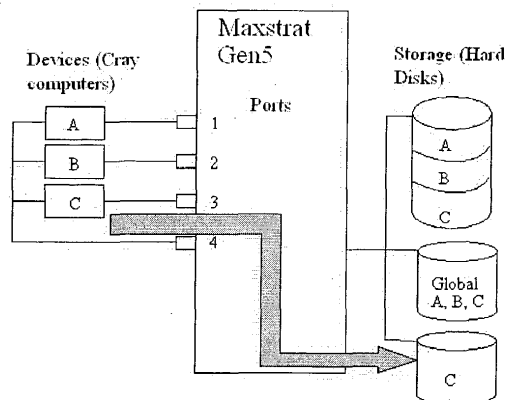 Maxstrat
Gen5
Devices (Cray
computers)
Storage (Hard
Disks)
Ports
A
1
B
2
C
3
4
A
B
C
Global
A, B, C
C